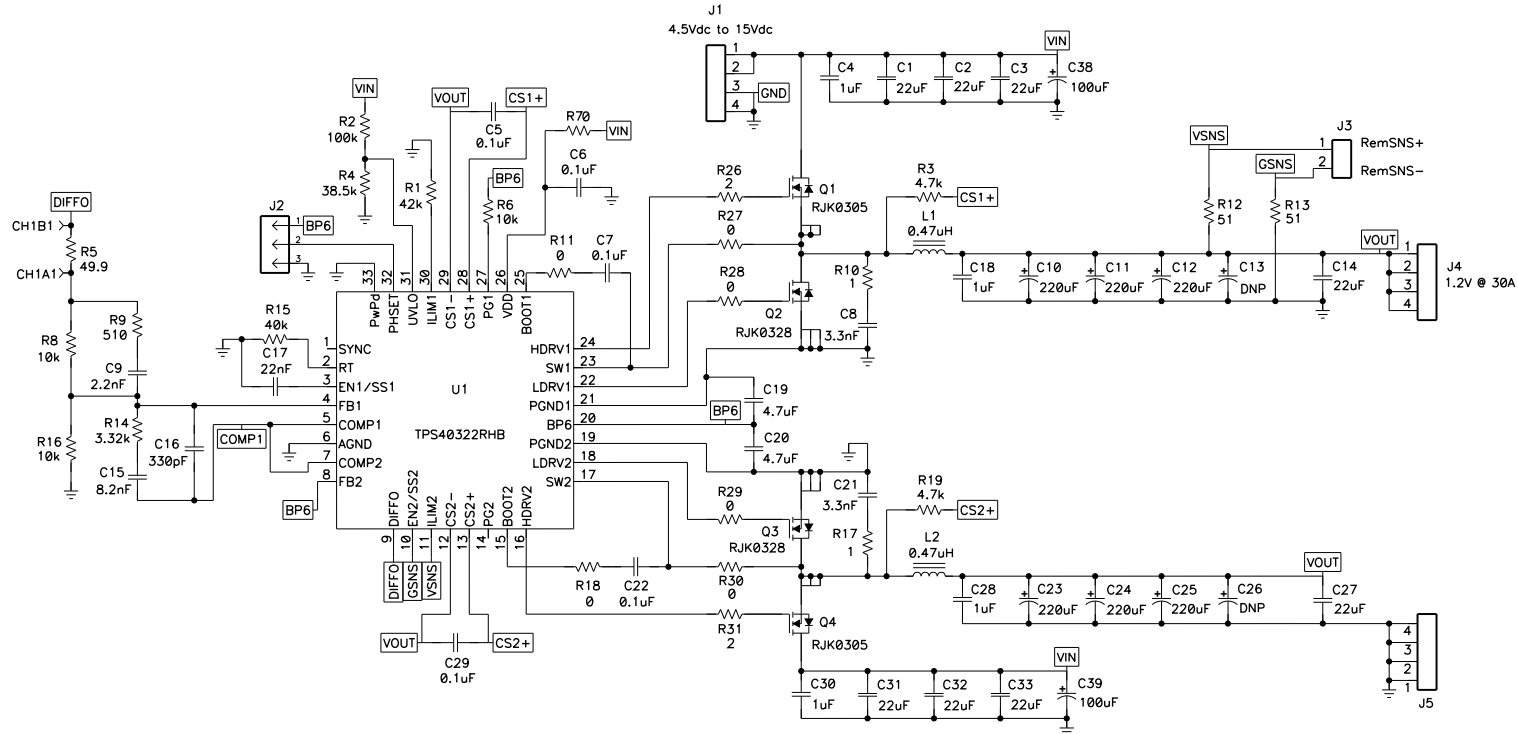 J1
4.5Vdc to 15Vdc
1
2
3
4
GND
VIN
C4
1uF
C1
22uF
C2
22uF
C3
22uF
C38
100uF
VIN
R2
100k
R4
38.5k
VOUT
CS1+
C5
0.1uF
R70
VIN
C6
0.1uF
R1
42k
BP6
R6
10k
DIFFO
CH1B1
R5
49.9
CH1A1
J2
1
2
3
BP6
R11
0
C7
0.1uF
R26
2
R27
0
R28
0
Q1
RJK0305
Q2
RJK0328
R3
4.7k
CS1+
L1
0.47uH
R10
1
C8
3.3nF
VSNS
GSNS
J3
1
2
RemSNS+
RemSNS-
R12
51
R13
51
C18
1uF
C10
220uF
C11
220uF
C12
220uF
C13
DNP
C14
22uF
VOUT
1
2
3
4
J4
1.2V @ 30A
R8
10k
R9
510
C9
2.2nF
R16
10k
R14
3.32k
C15
8.2nF
C16
330pF
COMP1
R15
40k
C17
22nF
BP6
33
32
31
30
29
28
27
26
25
PwPd
PHSET
UVLO
ILIM1
CS1-
CS1+
PG1
VDD
BOOT1
1
SYNC
2
RT
3
EN1/SS1
4
FB1
5
COMP1
6
AGND
7
COMP2
8
FB2
U1
TPS40322RHB
HDRV1
24
SW1
23
LDRV1
22
PGND1
21
BP6
20
PGND2
19
LDRV2
18
SW2
17
DIFFO
EN2/SS2
ILIM2
CS2-
CS2+
PG2
BOOT2
HDRV2
9
10
11
12
13
14
15
16
DIFFO
GSNS
VSNS
VOUT
CS2+
C29
0.1uF
BP6
C19
4.7uF
C20
4.7uF
R18
0
C22
0.1uF
R29
0
R30
0
R31
2
Q3
RJK0328
Q4
RJK0305
C21
3.3nF
R17
1
R19
4.7k
CS2+
L2
0.47uH
C28
1uF
C23
220uF
C24
220uF
C25
220uF
C26
DNP
VOUT
C27
22uF
4
3
2
1
J5
VIN
C30
1uF
C31
22uF
C32
22uF
C33
22uF
C39
100uF